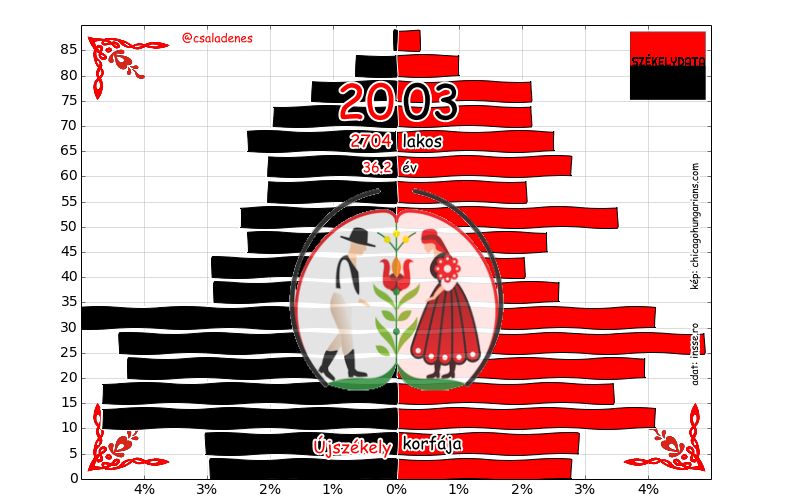 @csaladenes
SZÉKELYDATA
2003
2704 lakos
36.2 év
kép: chicagohungarians.com
adat: insse.ro
Újszékely korfája
85
80
75
70
65
60
55
50
45
40
35
30
25
20
15
10
5
0
4% 3% 2% 1% 0% 1% 2% 3% 4%